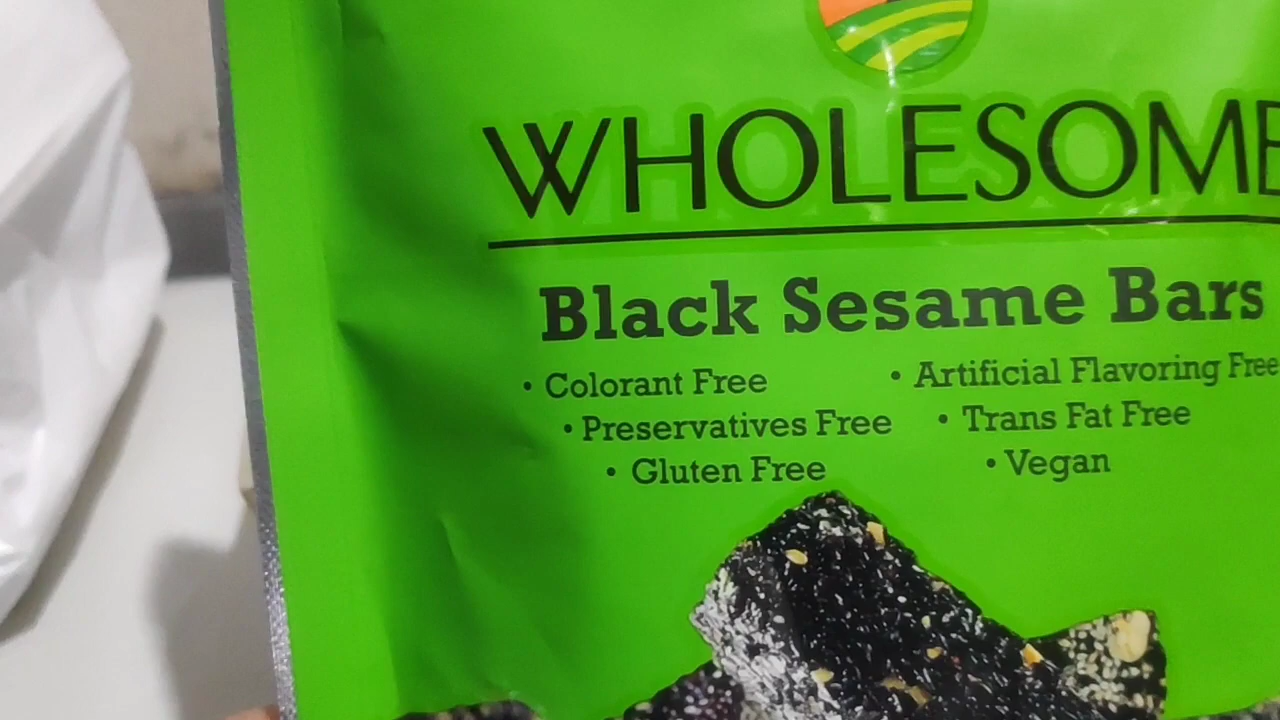 WHOLESOME
Black Sesame Bars
• Colorant Free • Artificial Flavoring Free
• Preservatives Free • Trans Fat Free
• Gluten Free • Vegan